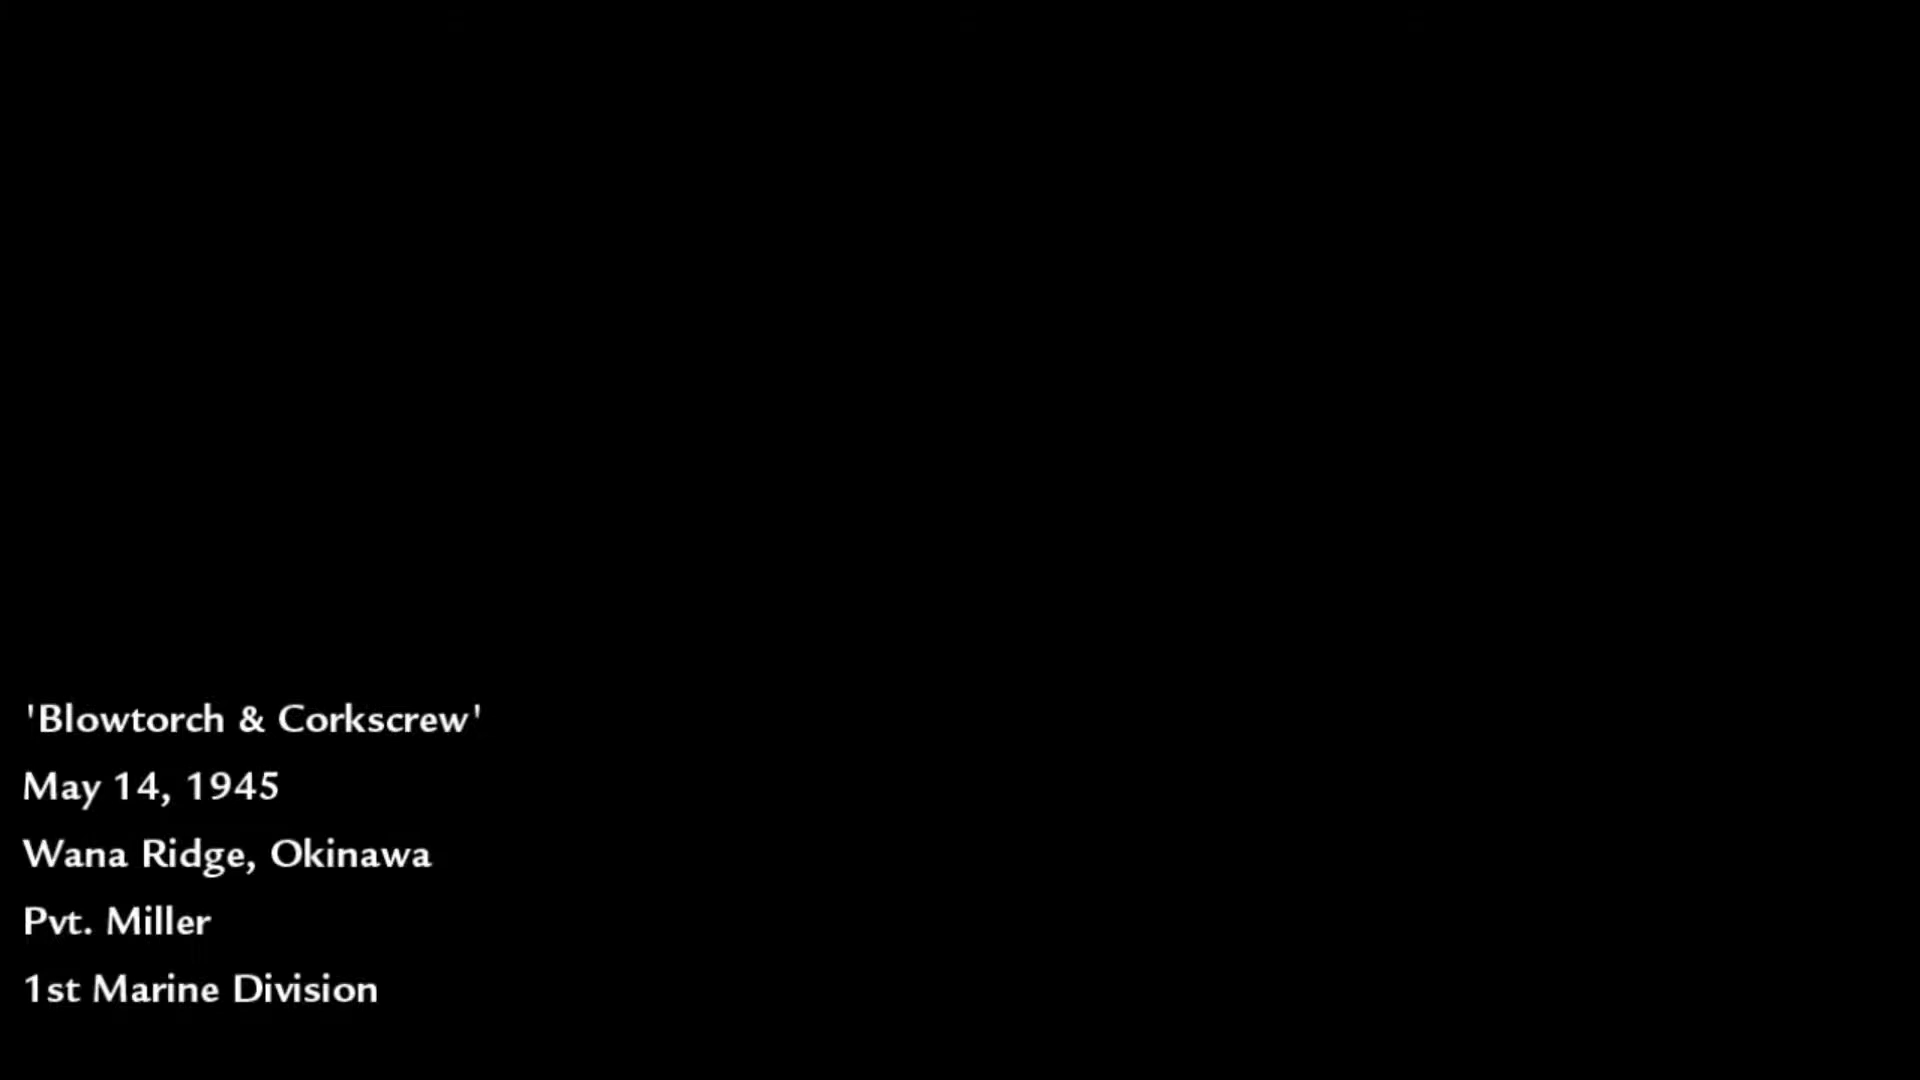 'Blowtorch & Corkscrew'
May 14, 1945
Wana Ridge, Okinawa
Pvt. Miller
1st Marine Division